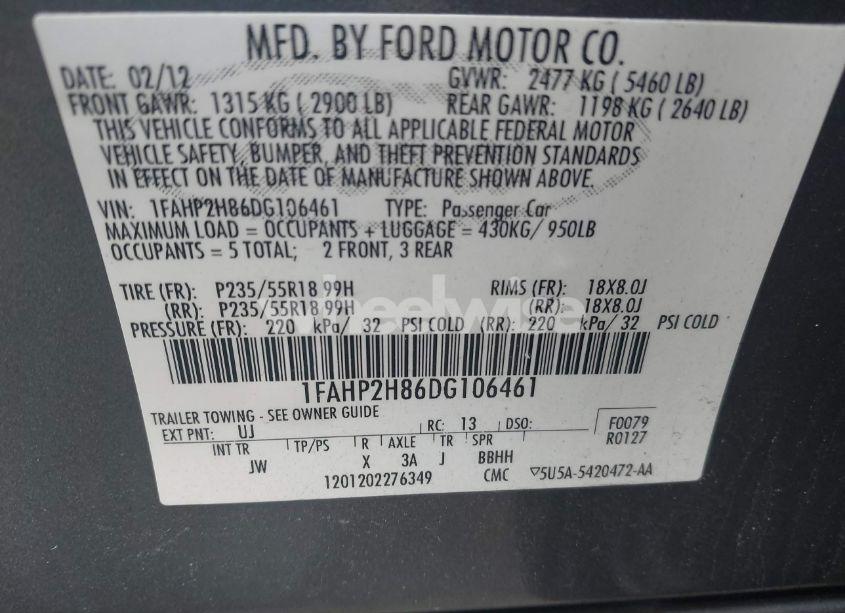 MFD. BY FORD MOTOR CO.
DATE: 02/12 GVWR: 2477 KG ( 5460 LB)
FRONT GAWR: 1315 KG ( 2900 LB) REAR GAWR: 1198 KG ( 2640 LB)
THIS VEHICLE CONFORMS TO ALL APPLICABLE FEDERAL MOTOR
VEHICLE SAFETY, BUMPER, AND THEFT PREVENTION STANDARDS
IN EFFECT ON THE DATE OF MANUFACTURE SHOWN ABOVE.
VIN: 1FAHP2H86DG106461 TYPE: Passenger Car
MAXIMUM LOAD = OCCUPANTS + LUGGAGE = 430KG/ 950LB
OCCUPANTS = 5 TOTAL; 2 FRONT, 3 REAR
TIRE (FR): P235/55R18 99H RIMS (FR): 18X8.0J
(RR): P235/55R18 99H (RR): 18X8.0J
wheelwise
PRESSURE (FR): 220 kPa/ 32 PSI COLD (RR): 220 kPa/ 32 PSI COLD
1FAHP2H86DG106461
TRAILER TOWING - SEE OWNER GUIDE
EXT PNT: UJ RC: 13 DSO: F0079
R0127
INT TR TP/PS R AXLE TR SPR
JW X 3A J BBHH
1201202276349 CMC 5U5A-5420472-AA